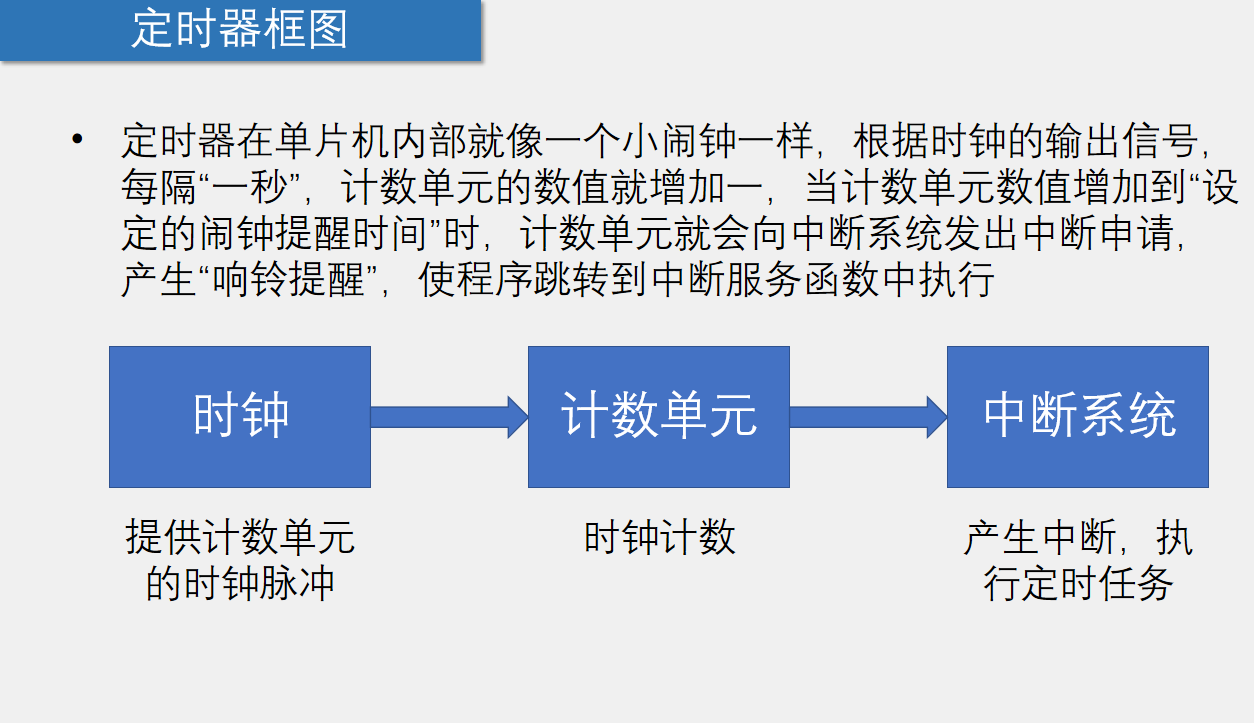 定时器框图
• 定时器在单片机内部就像一个小闹钟一样，根据时钟的输出信号，
每隔“一秒”，计数单元的数值就增加一，当计数单元数值增加到“设
定的闹钟提醒时间”时，计数单元就会向中断系统发出中断申请，
产生“响铃提醒”，使程序跳转到中断服务函数中执行
时钟
计数单元
中断系统
提供计数单元
的时钟脉冲
时钟计数
产生中断，执
行定时任务